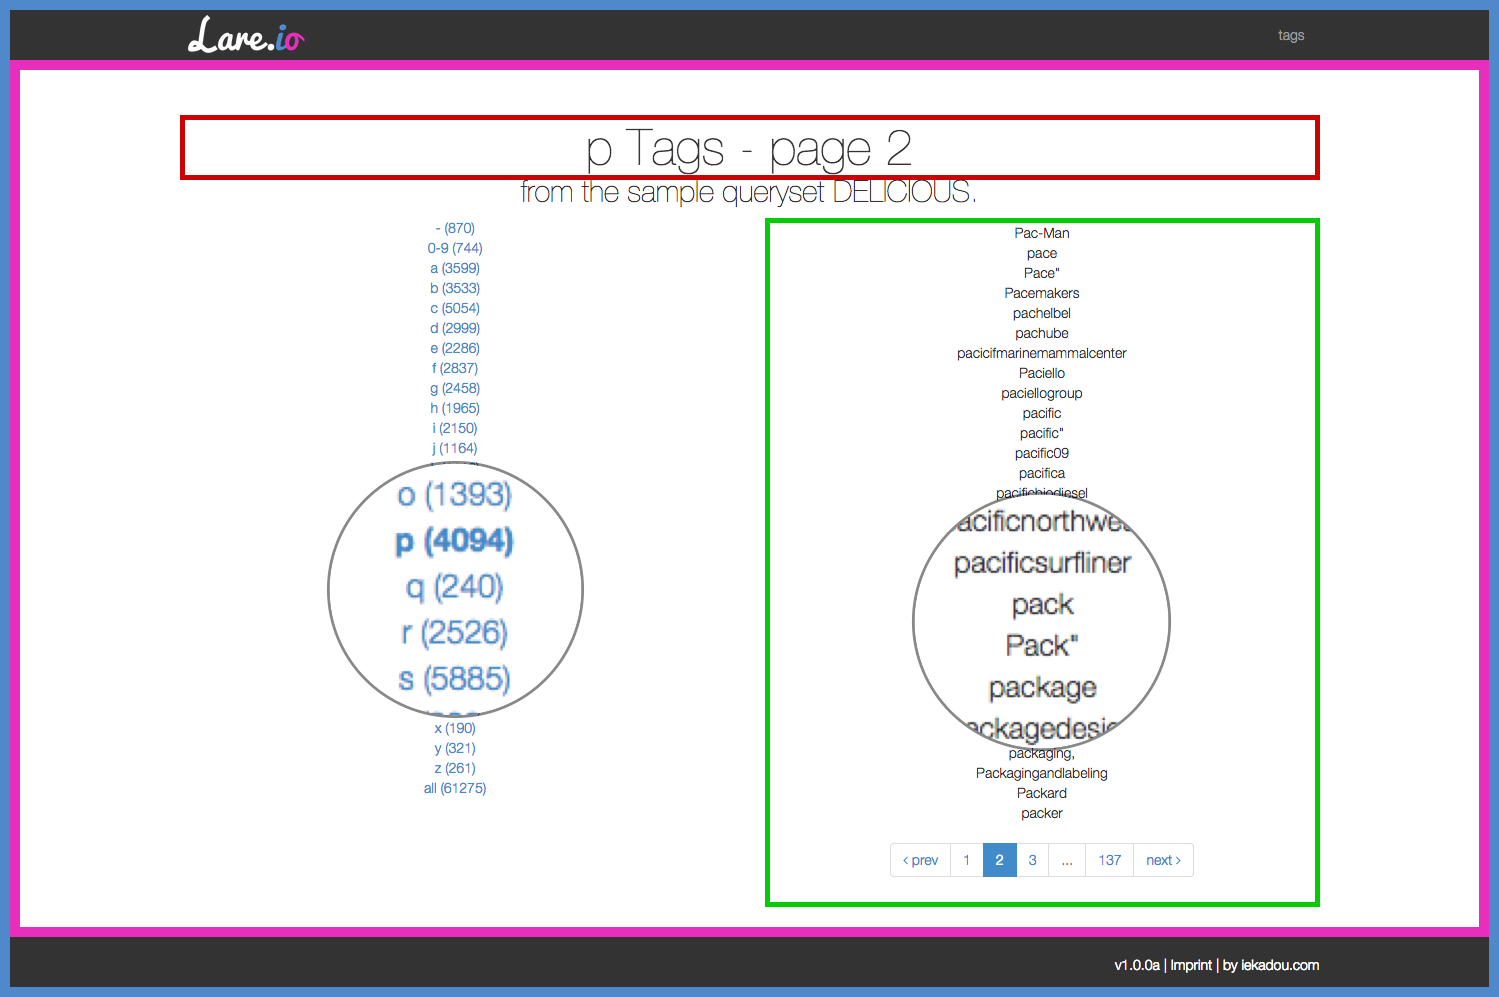 Lare.io
tags
p Tags - page 2
from the sample queryset DELICIOUS.
- (870)
0-9 (744)
a (3599)
b (3533)
c (5054)
d (2999)
e (2286)
f (2837)
g (2458)
h (1965)
i (2150)
j (1164)
o (1393)
p (4094)
q (240)
r (2526)
s (5885)
x (190)
y (321)
z (261)
all (61275)
Pac-Man
pace
Pace"
Pacemakers
pachelbel
pachube
pacicifmarinemammalcenter
Paciello
paciellogroup
pacific
pacific"
pacific09
pacifica
pacificbiodiesel
acificnorthwes
pacificsurfliner
pack
Pack"
package
ackagedesig
packaging,
Packagingandlabeling
Packard
packer
‹ prev 1 2 3 ... 137 next ›
v1.0.0a | Imprint | by iekadou.com